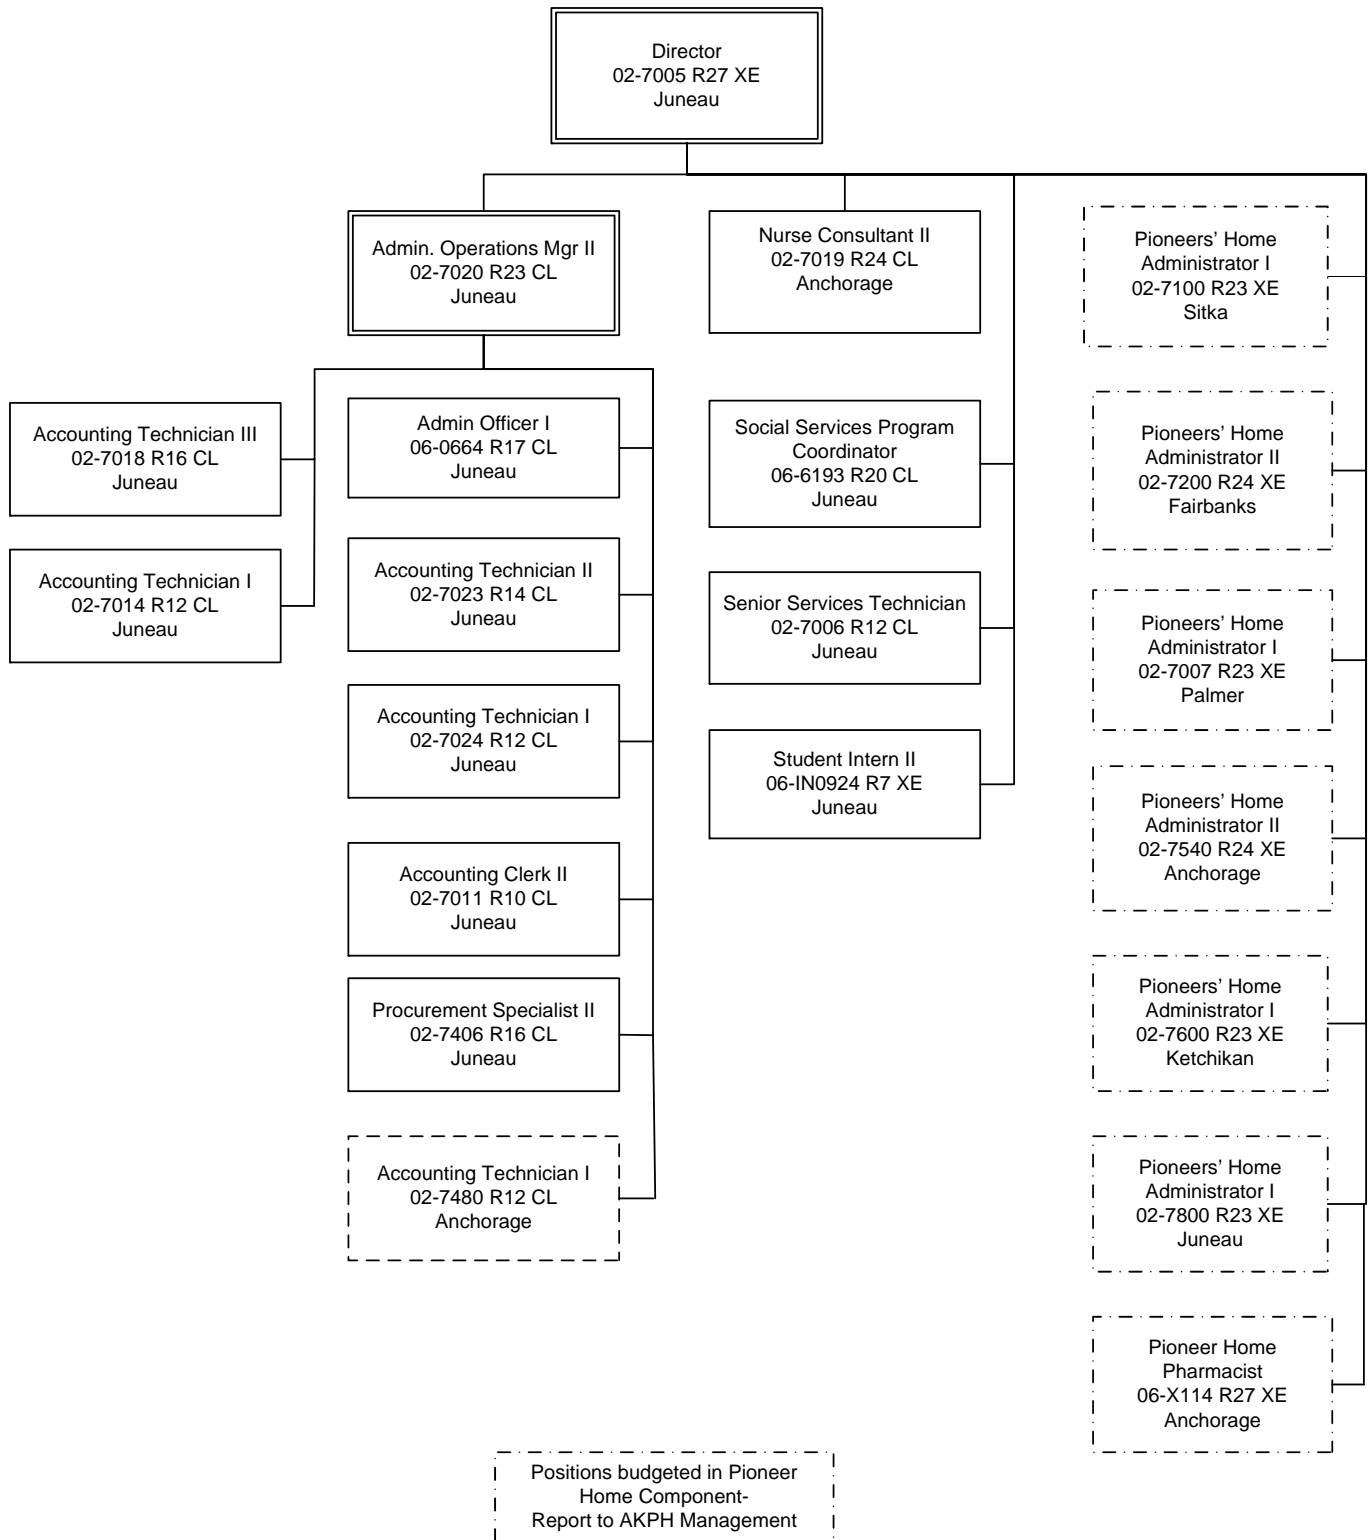 Director
02-7005 R27 XE
Juneau
Admin. Operations Mgr II
02-7020 R23 CL
Juneau
Nurse Consultant II
02-7019 R24 CL
Anchorage
Pioneers’ Home
Administrator I
02-7100 R23 XE
Sitka
Accounting Technician III
02-7018 R16 CL
Juneau
Accounting Technician I
02-7014 R12 CL
Juneau
Admin Officer I
06-0664 R17 CL
Juneau
Accounting Technician II
02-7023 R14 CL
Juneau
Accounting Technician I
02-7024 R12 CL
Juneau
Accounting Clerk II
02-7011 R10 CL
Juneau
Procurement Specialist II
02-7406 R16 CL
Juneau
Accounting Technician I
02-7480 R12 CL
Anchorage
Social Services Program
Coordinator
06-6193 R20 CL
Juneau
Senior Services Technician
02-7006 R12 CL
Juneau
Student Intern II
06-IN0924 R7 XE
Juneau
Pioneers’ Home
Administrator II
02-7200 R24 XE
Fairbanks
Pioneers’ Home
Administrator I
02-7007 R23 XE
Palmer
Pioneers’ Home
Administrator II
02-7540 R24 XE
Anchorage
Pioneers’ Home
Administrator I
02-7600 R23 XE
Ketchikan
Pioneers’ Home
Administrator I
02-7800 R23 XE
Juneau
Pioneer Home
Pharmacist
06-X114 R27 XE
Anchorage
Positions budgeted in Pioneer
Home Component-
Report to AKPH Management